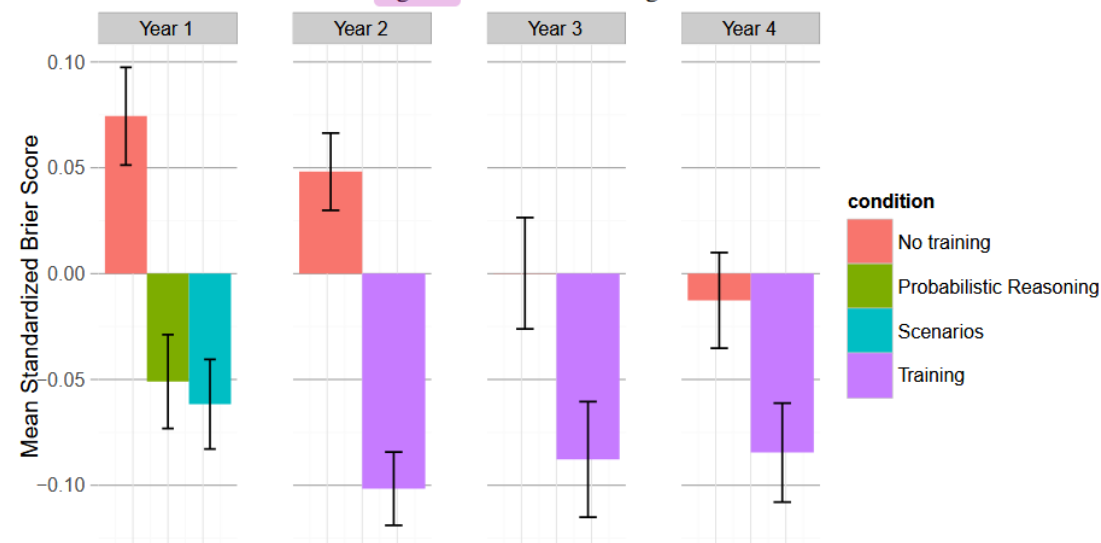 Year 1
Year 2
Year 3
Year 4
Mean Standardized Brier Score
0.10
0.05
0.00
−0.05
−0.10
condition
No training
Probabilistic Reasoning
Scenarios
Training